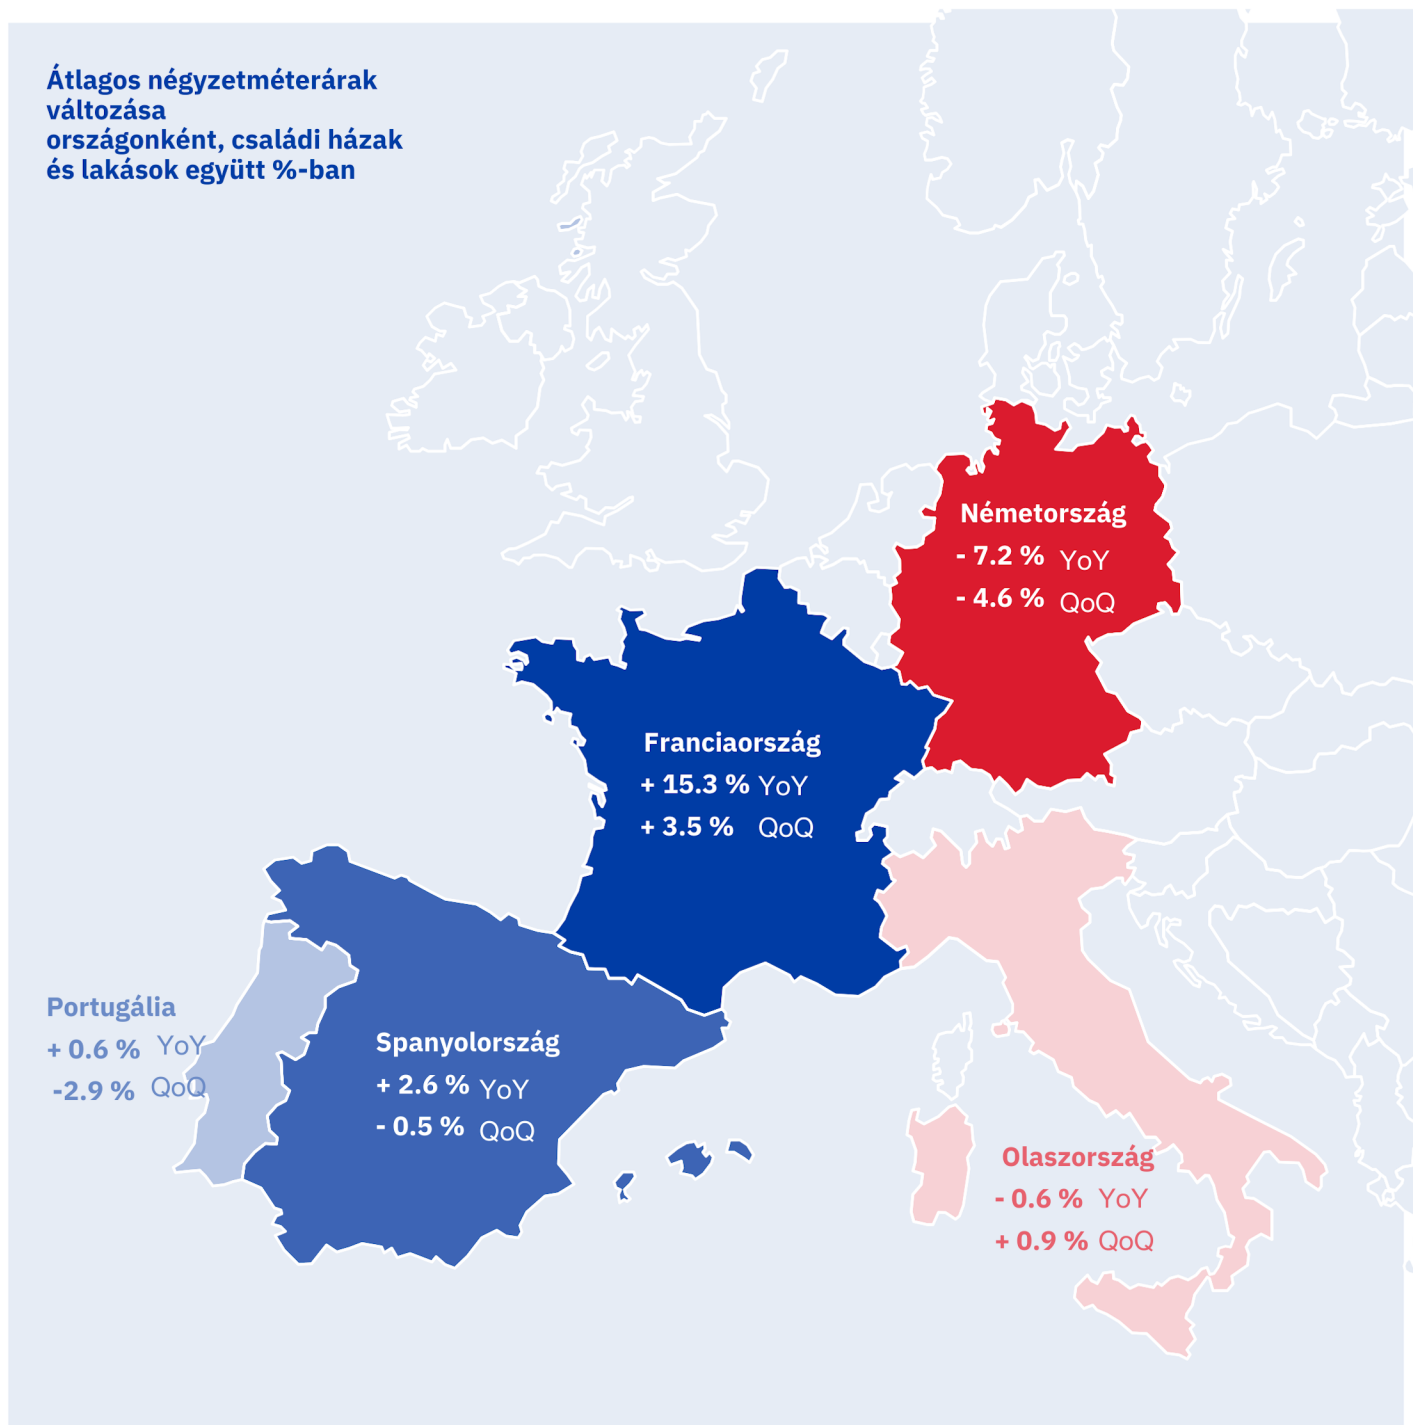 Átlagos négyzetméterárak
változása
országonként, családi házak
és lakások együtt %-ban
Németország
- 7.2 % YoY
- 4.6 % QoQ
Franciaország
+ 15.3 % YoY
+ 3.5 % QoQ
Portugália
+ 0.6 % YoY
-2.9 % QoQ
Spanyolország
+ 2.6 % YoY
- 0.5 % QoQ
Olaszország
- 0.6 % YoY
+ 0.9 % QoQ